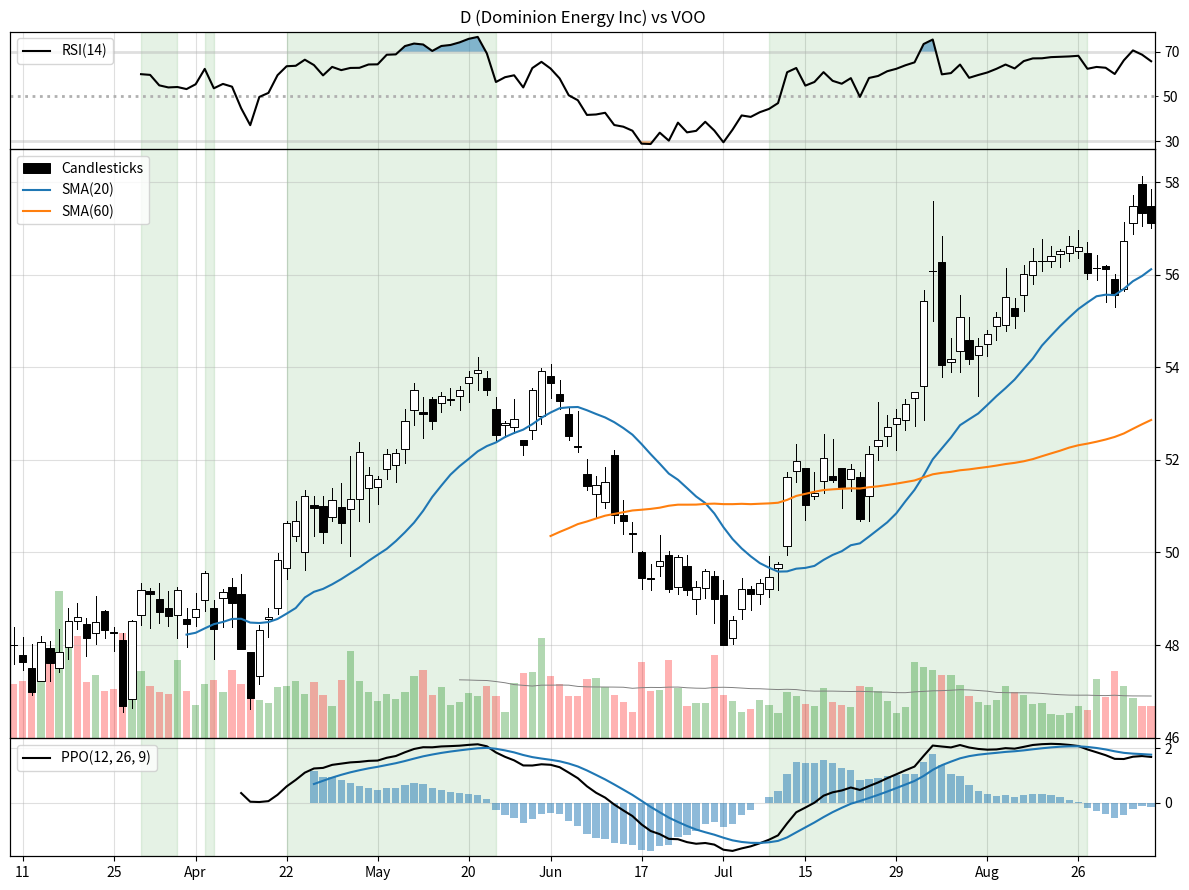 D (Dominion Energy Inc) vs VOO
RSI(14)
70
50
30
Candlesticks
SMA(20)
SMA(60)
58
56
54
52
50
48
46
PPO(12, 26, 9)
2
0
11 25 Apr 22 May 20 Jun 17 Jul 15 29 Aug 26